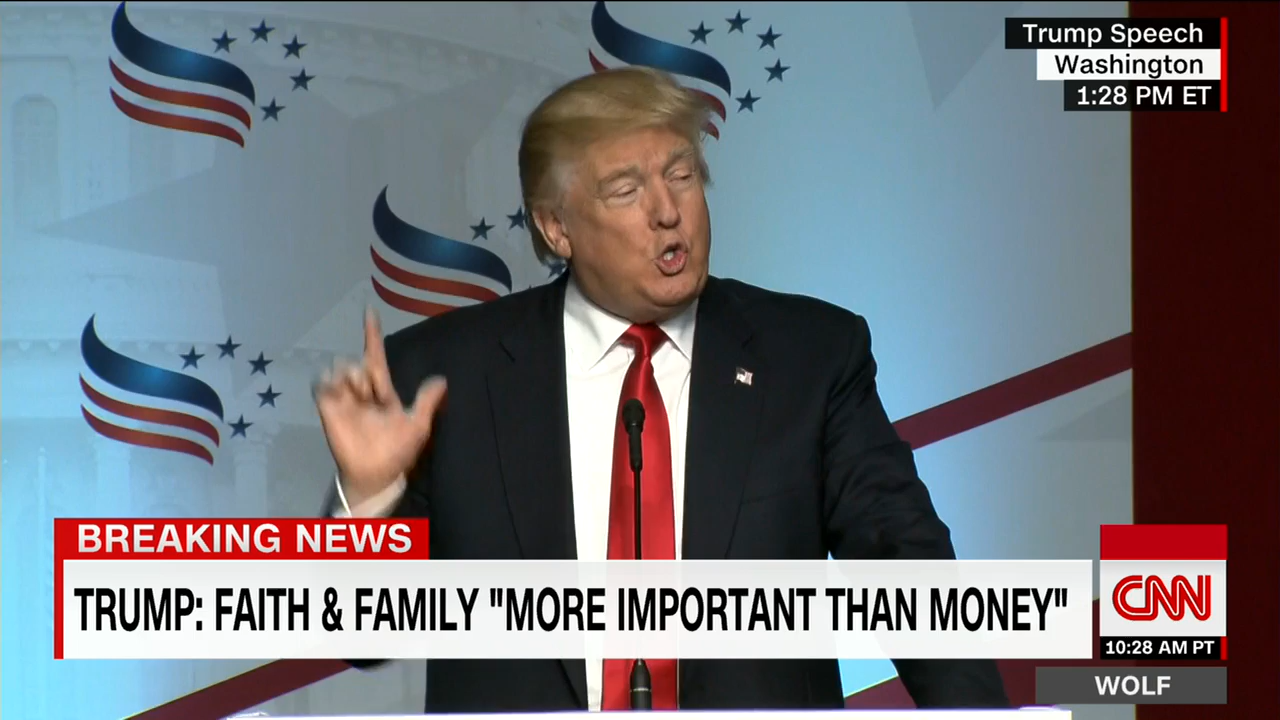 Trump Speech
Washington
1:28 PM ET
BREAKING NEWS
TRUMP: FAITH & FAMILY "MORE IMPORTANT THAN MONEY"
CNN
10:28 AM PT
WOLF